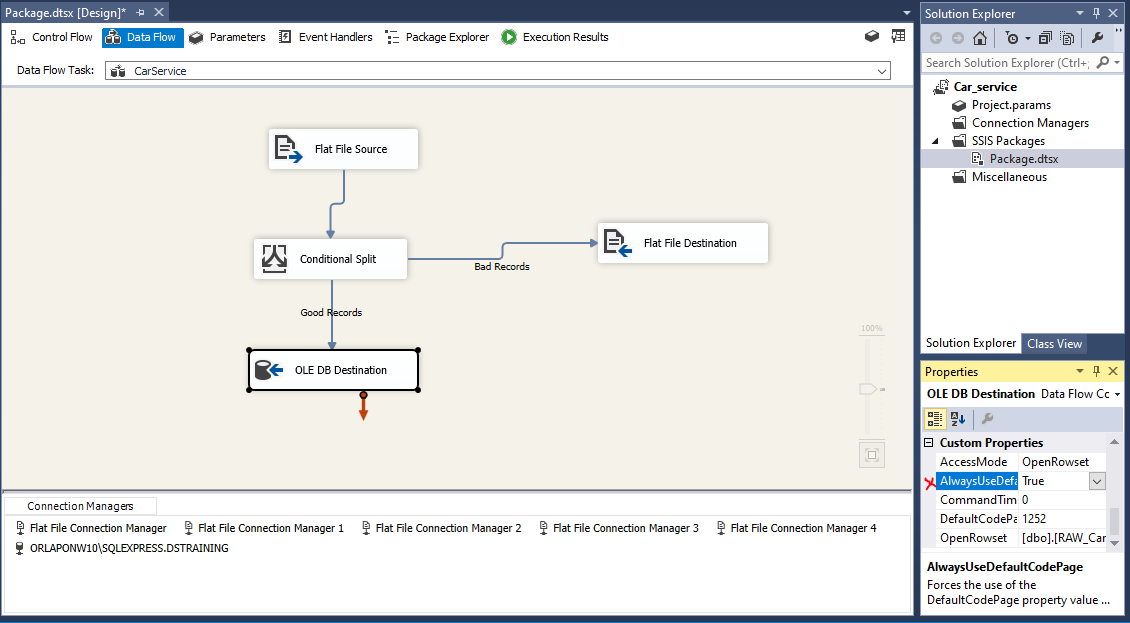 Package.dtsx [Design]*
Control Flow
Data Flow
Parameters
Event Handlers
Package Explorer
Execution Results
Data Flow Task:
CarService
Flat File Source
Conditional Split
Bad Records
Flat File Destination
Good Records
OLE DB Destination
100%
Connection Managers
Flat File Connection Manager
Flat File Connection Manager 1
Flat File Connection Manager 2
Flat File Connection Manager 3
Flat File Connection Manager 4
ORLAPONW10\SQLEXPRESS.DSTRAINING
Solution Explorer
Search Solution Explorer (Ctrl+;
Car_service
Project.params
Connection Managers
SSIS Packages
Package.dtsx
Miscellaneous
Solution Explorer
Class View
Properties
OLE DB Destination Data Flow Cc
Custom Properties
AccessMode OpenRowset
AlwaysUseDefa True
CommandTim 0
DefaultCodePa 1252
OpenRowset [dbo].[RAW_Car
AlwaysUseDefaultCodePage
Forces the use of the
DefaultCodePage property value ...